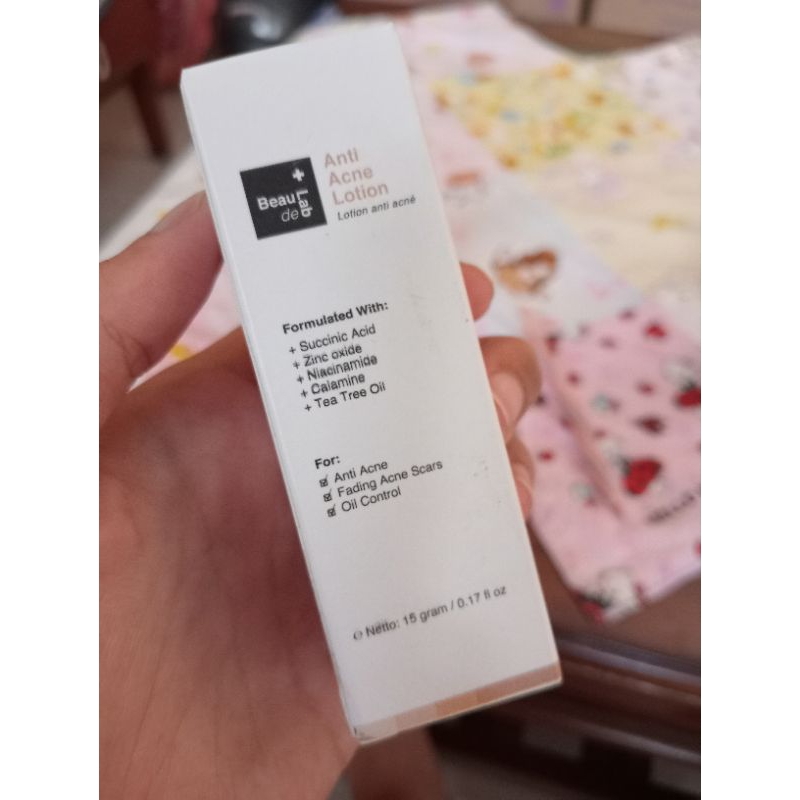 Beau de Lab
Anti
Acne
Lotion
Lotion anti acné
Formulated With:
+ Succinic Acid
+ Zinc oxide
+ Niacinamide
+ Calamine
+ Tea Tree Oil
For:
☑ Anti Acne
☑ Fading Acne Scars
☑ Oil Control
℮ Netto: 15 gram / 0.17 fl oz